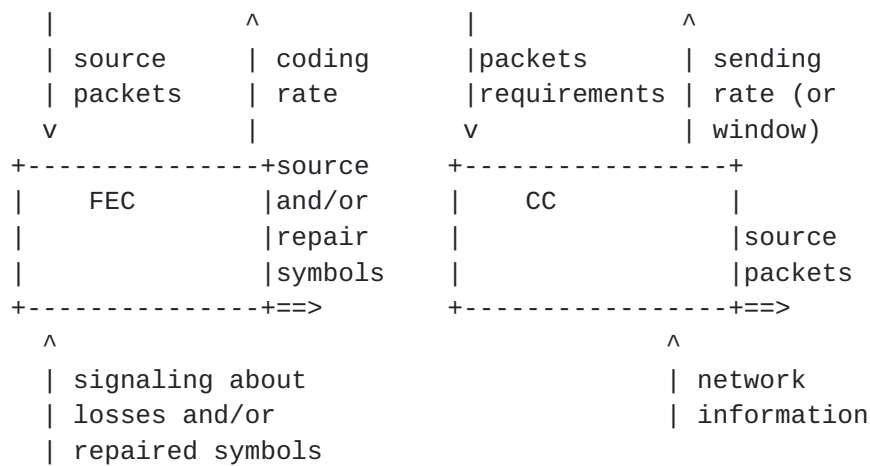 |            ^             |             ^
  | source     | coding      |packets      | sending
  | packets    | rate        |requirements | rate (or
  v            |             v             | window)
+---------------+source     +-----------------+
|    FEC        |and/or     |    CC           |
|               |repair     |                 |source
|               |symbols    |                 |packets
+---------------+==>        +-----------------+==>
  ^                                       ^
  | signaling about                       | network
  | losses and/or                         | information
  | repaired symbols